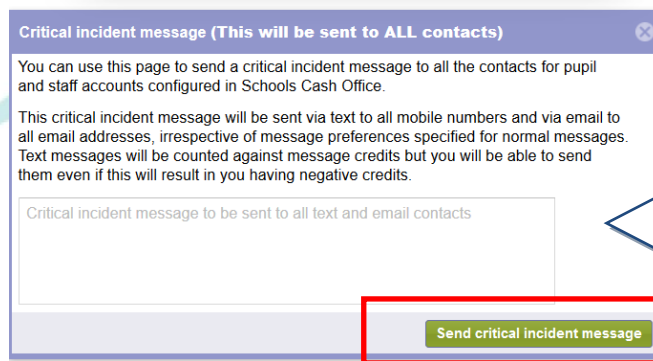 Critical incident message (This will be sent to ALL contacts)
You can use this page to send a critical incident message to all the contacts for pupil
and staff accounts configured in Schools Cash Office.
This critical incident message will be sent via text to all mobile numbers and via email to
all email addresses, irrespective of message preferences specified for normal messages.
Text messages will be counted against message credits but you will be able to send
them even if this will result in you having negative credits.
Critical incident message to be sent to all text and email contacts
Send critical incident message